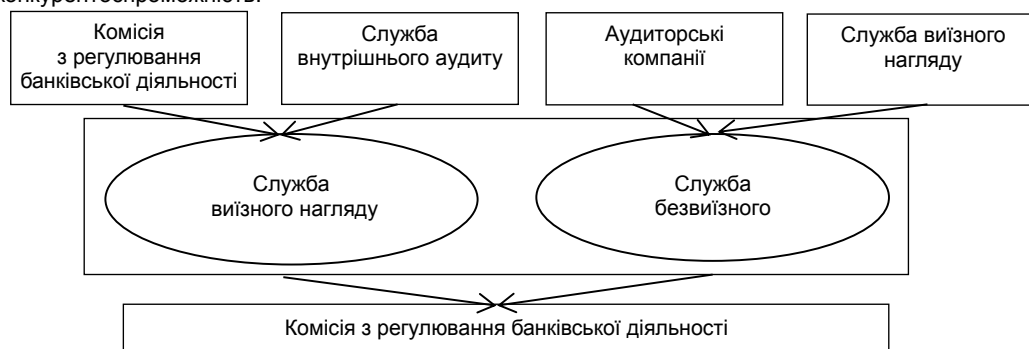 конкурентоспроможність.
Комісія
з регулювання
банківської діяльності
Служба
внутрішнього аудиту
Аудиторські
компанії
Служба виїзного
нагляду
Служба
виїзного нагляду
Служба
безвиїзного
Комісія з регулювання банківської діяльності